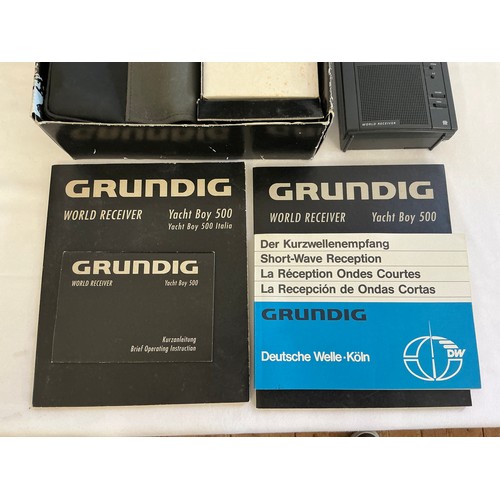 WORLD RECEIVER
GRUNDIG
WORLD RECEIVER Yacht Boy 500
Yacht Boy 500 Italia
GRUNDIG
WORLD RECEIVER Yacht Boy 500
Kurzanleitung
Brief Operating Instruction
GRUNDIG
WORLD RECEIVER Yacht Boy 500
Der Kurzwellenempfang
Short-Wave Reception
La Réception Ondes Courtes
La Recepción de Ondas Cortas
GRUNDIG
Deutsche Welle·Köln
DW